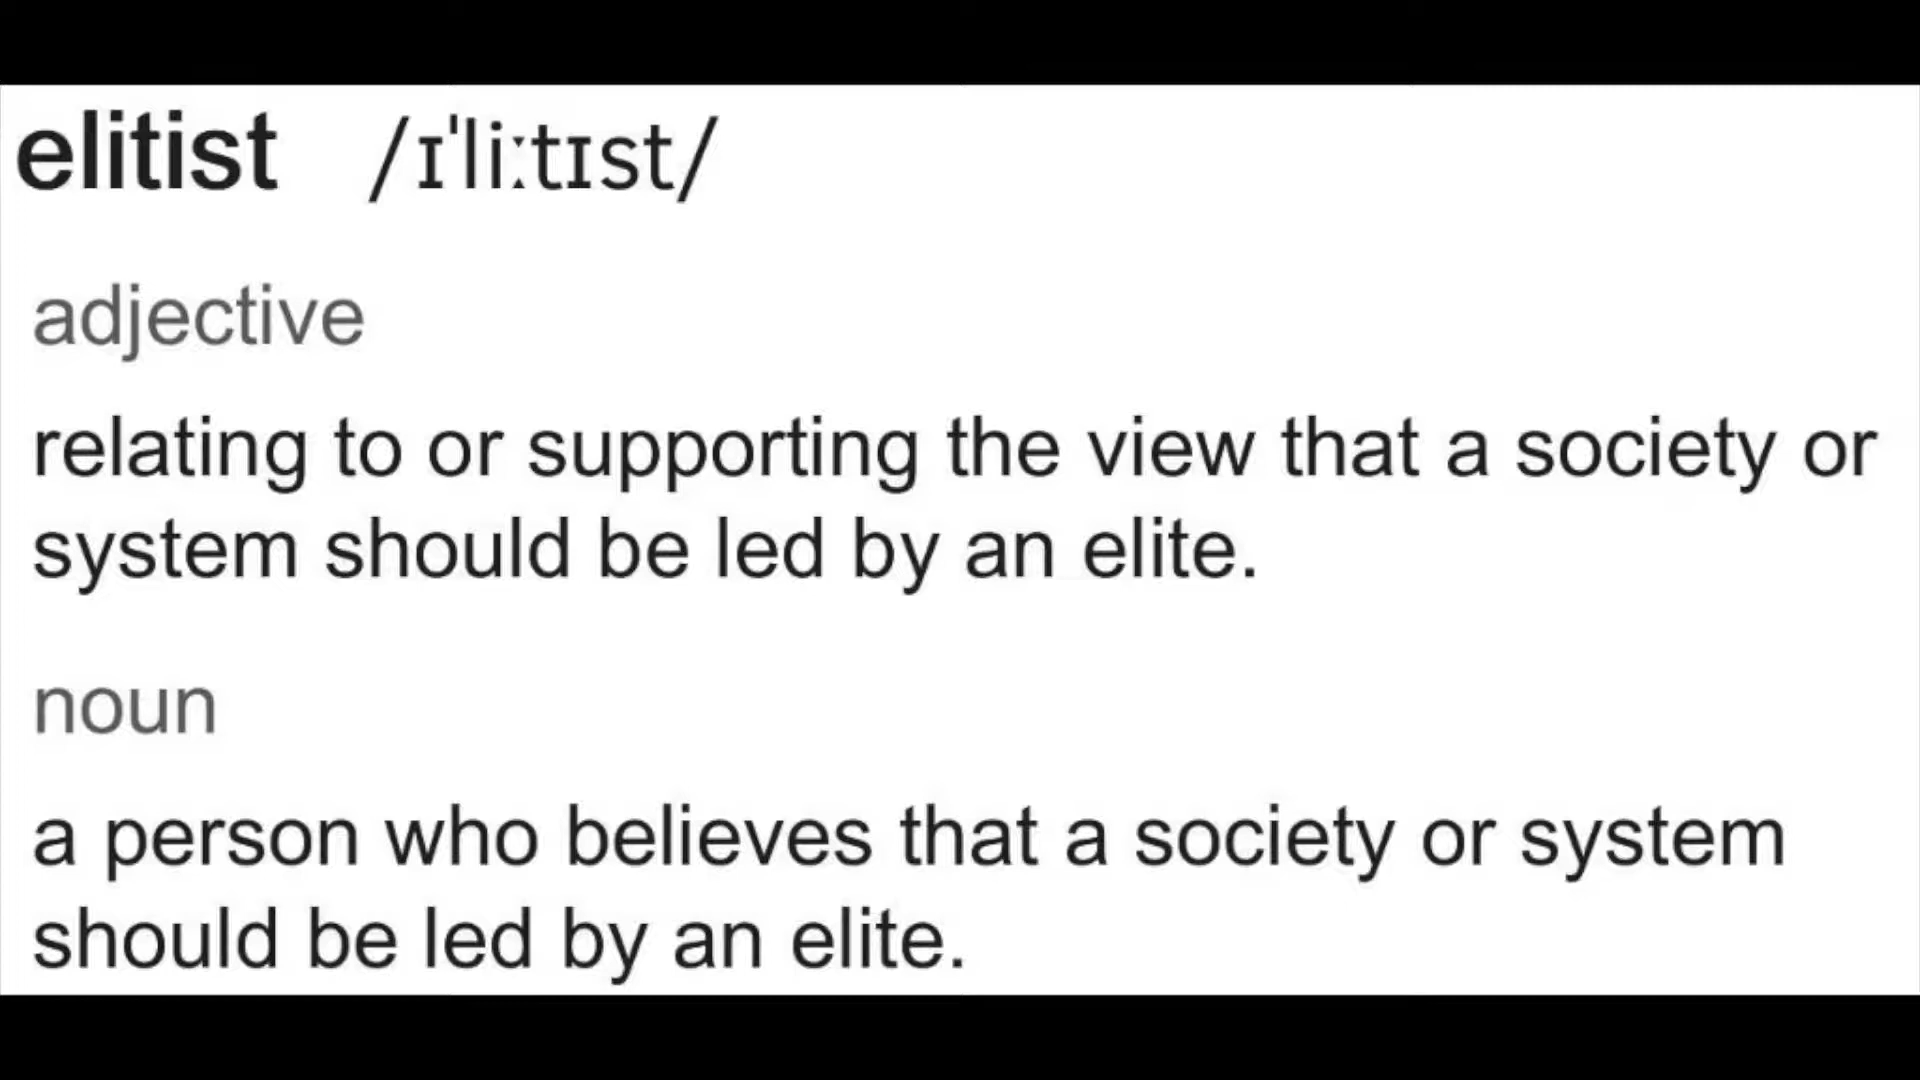 elitist /ɪˈliːtɪst/
adjective
relating to or supporting the view that a society or
system should be led by an elite.
noun
a person who believes that a society or system
should be led by an elite.